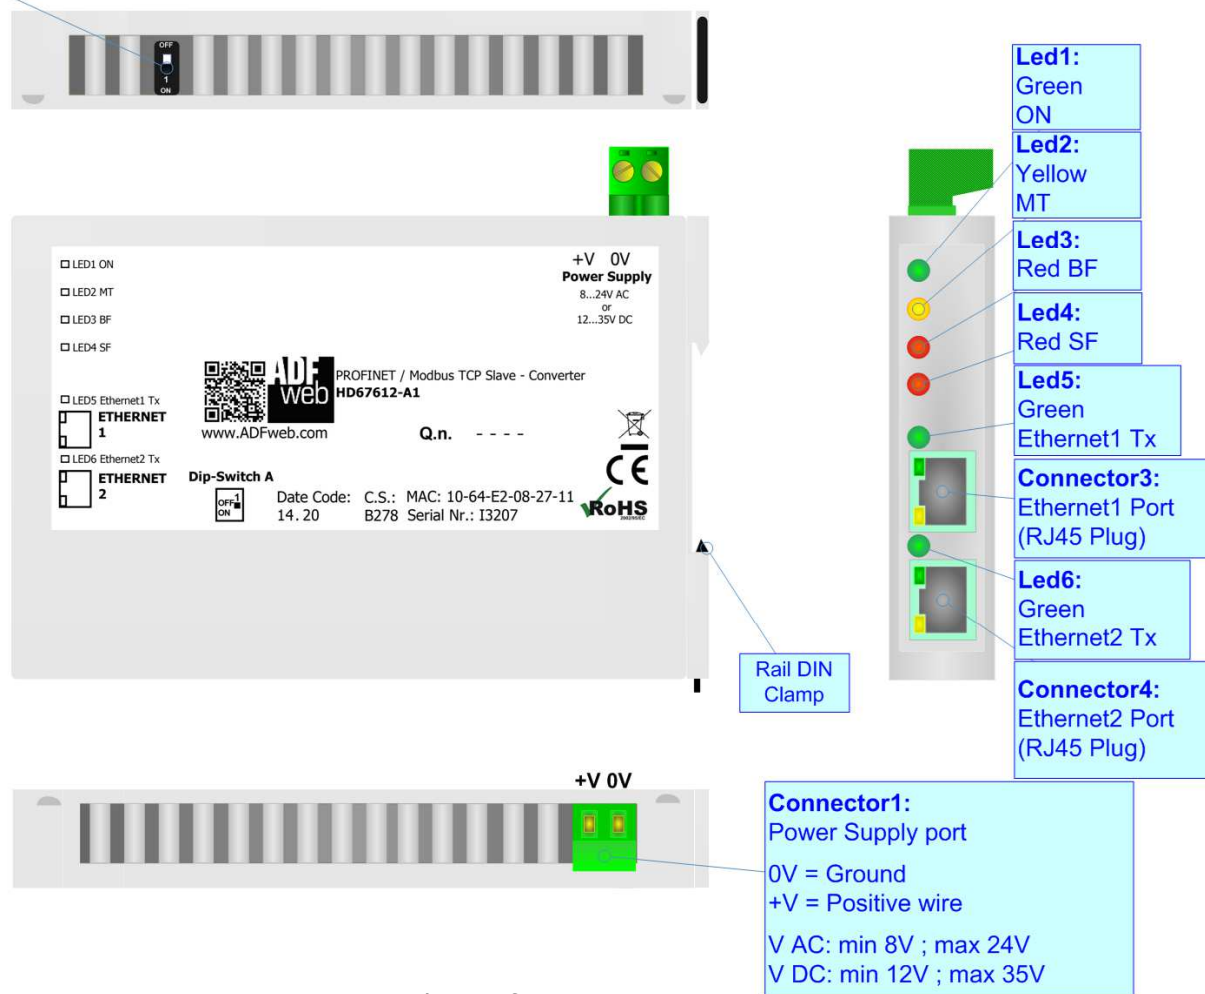 OFF
1
ON
LED1 ON
LED2 MT
LED3 BF
LED4 SF
LED5 Ethernet1 Tx
ETHERNET
1
LED6 Ethernet2 Tx
ETHERNET
2
+V 0V
Power Supply
8...24V AC
or
12...35V DC
ADF
web
PROFINET / Modbus TCP Slave - Converter
HD67612-A1
www.ADFweb.com
Q.n. - - - -
Dip-Switch A
OFF 1
ON
Date Code: C.S.: MAC: 10-64-E2-08-27-11
14.20 B278 Serial Nr.: I3207
CE
RoHS
Led1:
Green
ON
Led2:
Yellow
MT
Led3:
Red BF
Led4:
Red SF
Led5:
Green
Ethernet1 Tx
Connector3:
Ethernet1 Port
(RJ45 Plug)
Led6:
Green
Ethernet2 Tx
Connector4:
Ethernet2 Port
(RJ45 Plug)
Rail DIN
Clamp
+V 0V
Connector1:
Power Supply port
0V = Ground
+V = Positive wire
V AC: min 8V ; max 24V
V DC: min 12V ; max 35V